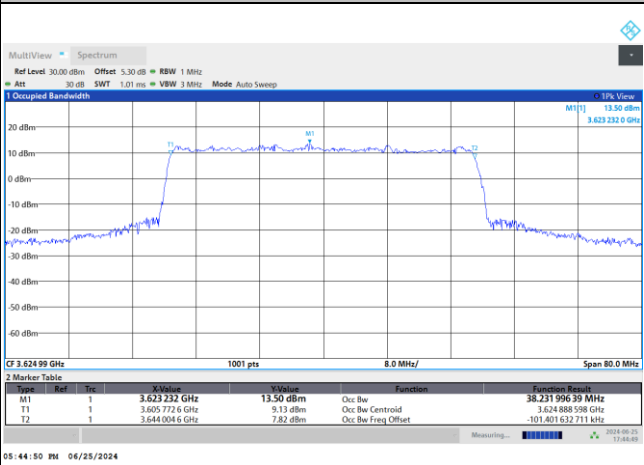 MultiView Spectrum
Ref Level 30.00 dBm Offset 5.30 dB RBW 1 MHz
Att 30 dB SWT 1.01 ms VBW 3 MHz Mode Auto Sweep
1 Occupied Bandwidth 1Pk View
M1[1] 13.50 dBm
3.623 232 0 GHz
20 dBm
M1
T1 T2
10 dBm
0 dBm
-10 dBm
-20 dBm
-30 dBm
-40 dBm
-50 dBm
-60 dBm
CF 3.624 99 GHz 1001 pts 8.0 MHz/ Span 80.0 MHz
2 Marker Table
Type Ref Trc X-Value Y-Value Function Function Result
M1 1 3.623 232 GHz 13.50 dBm Occ Bw 38.231 996 39 MHz
T1 1 3.605 772 6 GHz 9.13 dBm Occ Bw Centroid 3.624 888 598 GHz
T2 1 3.644 004 6 GHz 7.82 dBm Occ Bw Freq Offset -101.401 632 711 kHz
Measuring... 2024-06-25
17:44:49
05:44:50 PM 06/25/2024